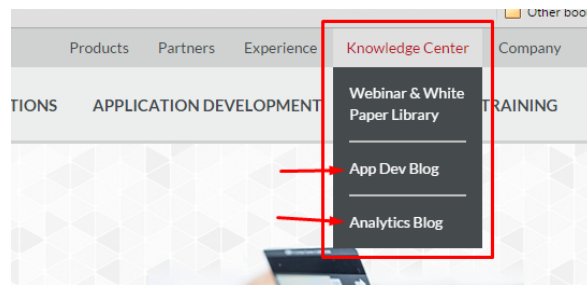 Other boo
Products Partners Experience Knowledge Center Company
TIONS APPLICATION DEVELOPMENT TRAINING
Webinar & White
Paper Library
App Dev Blog
Analytics Blog